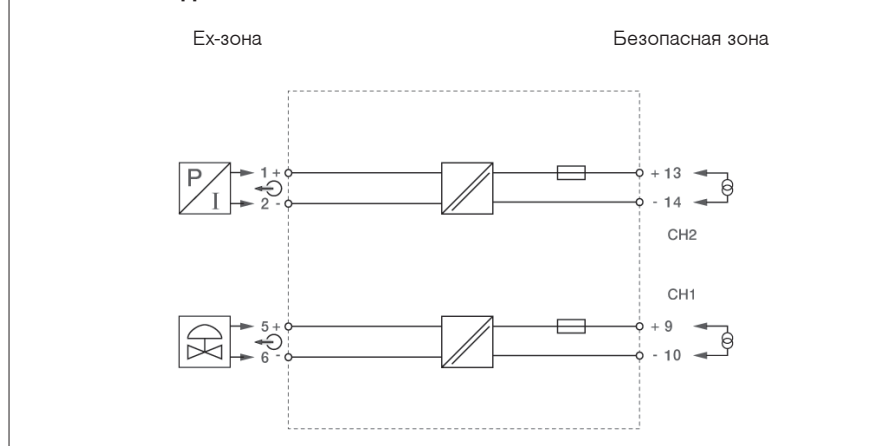 Ex-зона Безопасная зона
P 1 + + 13
I 2 - - 14
CH2
CH1
5 + + 9
6 - - 10